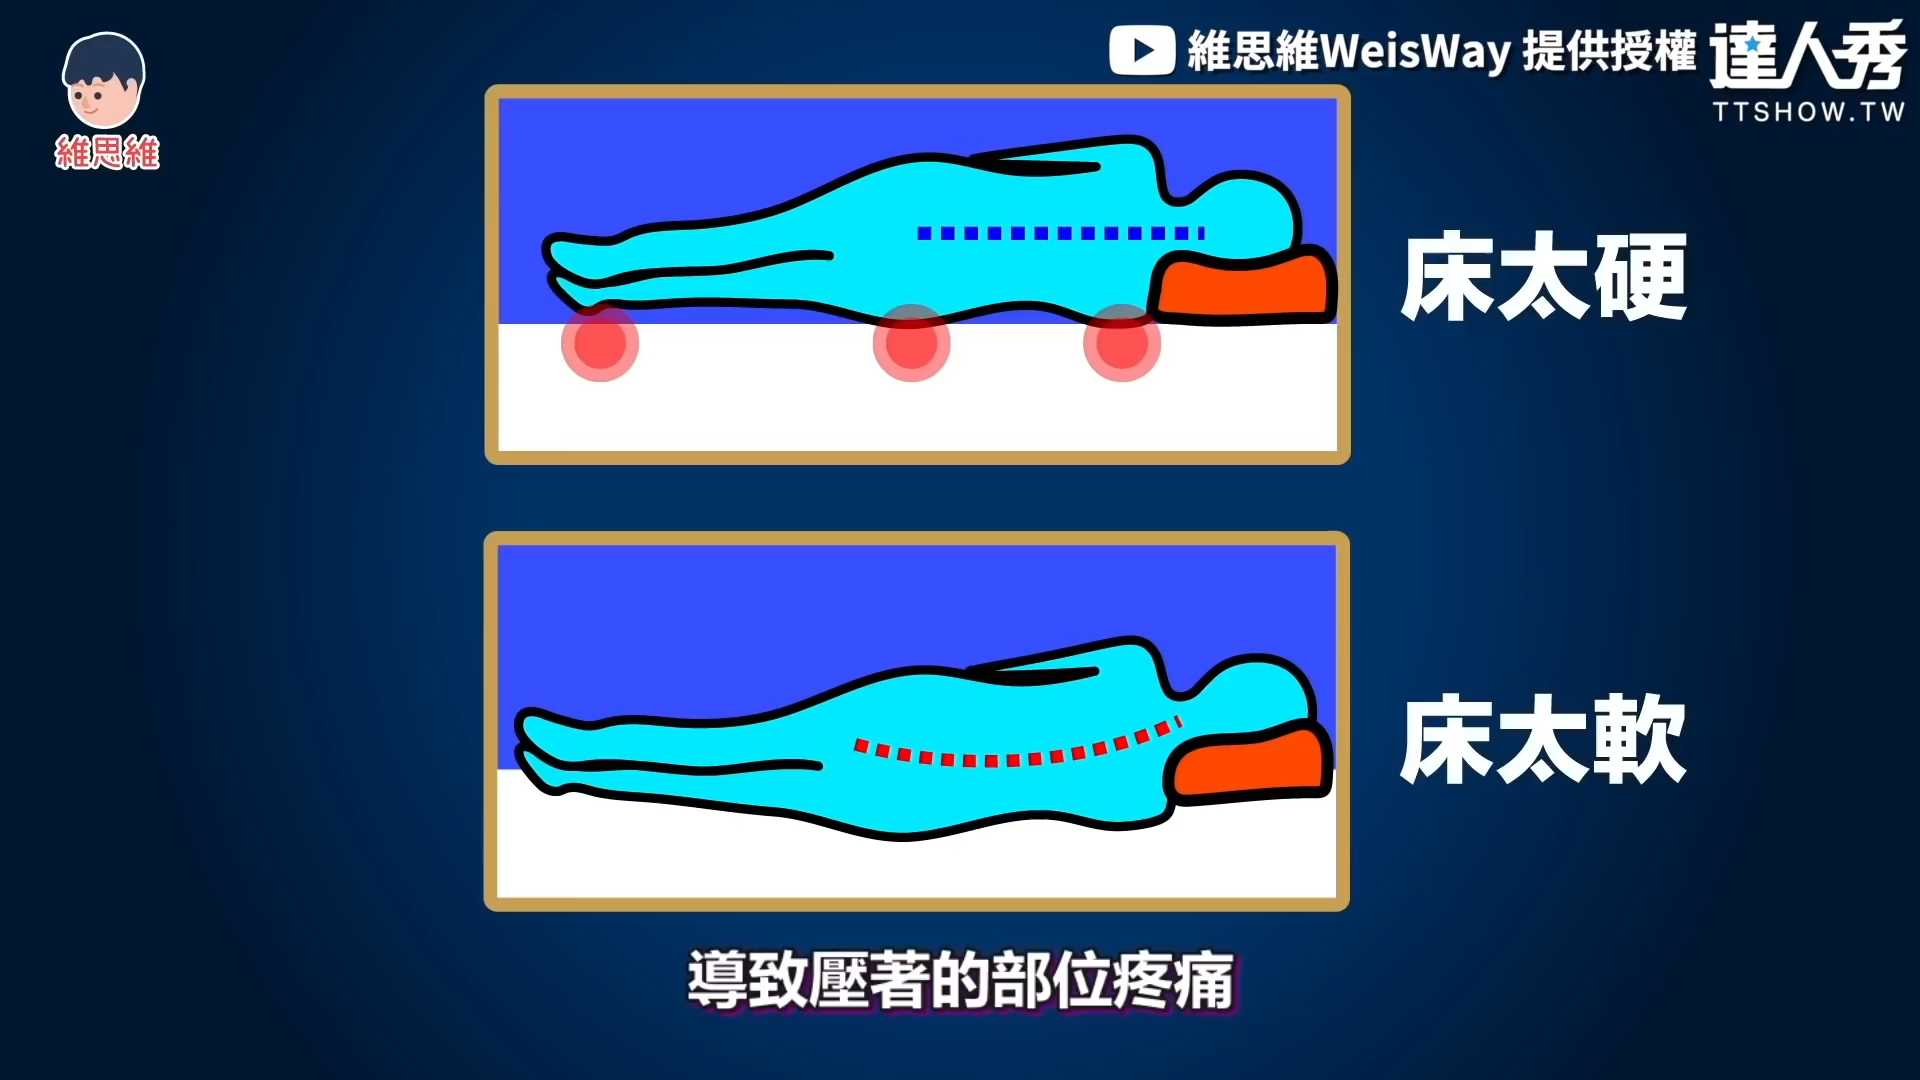 維思維WeisWay 提供授權
達人秀
TTSHOW.TW
維思維
床太硬
床太軟
導致壓著的部位疼痛